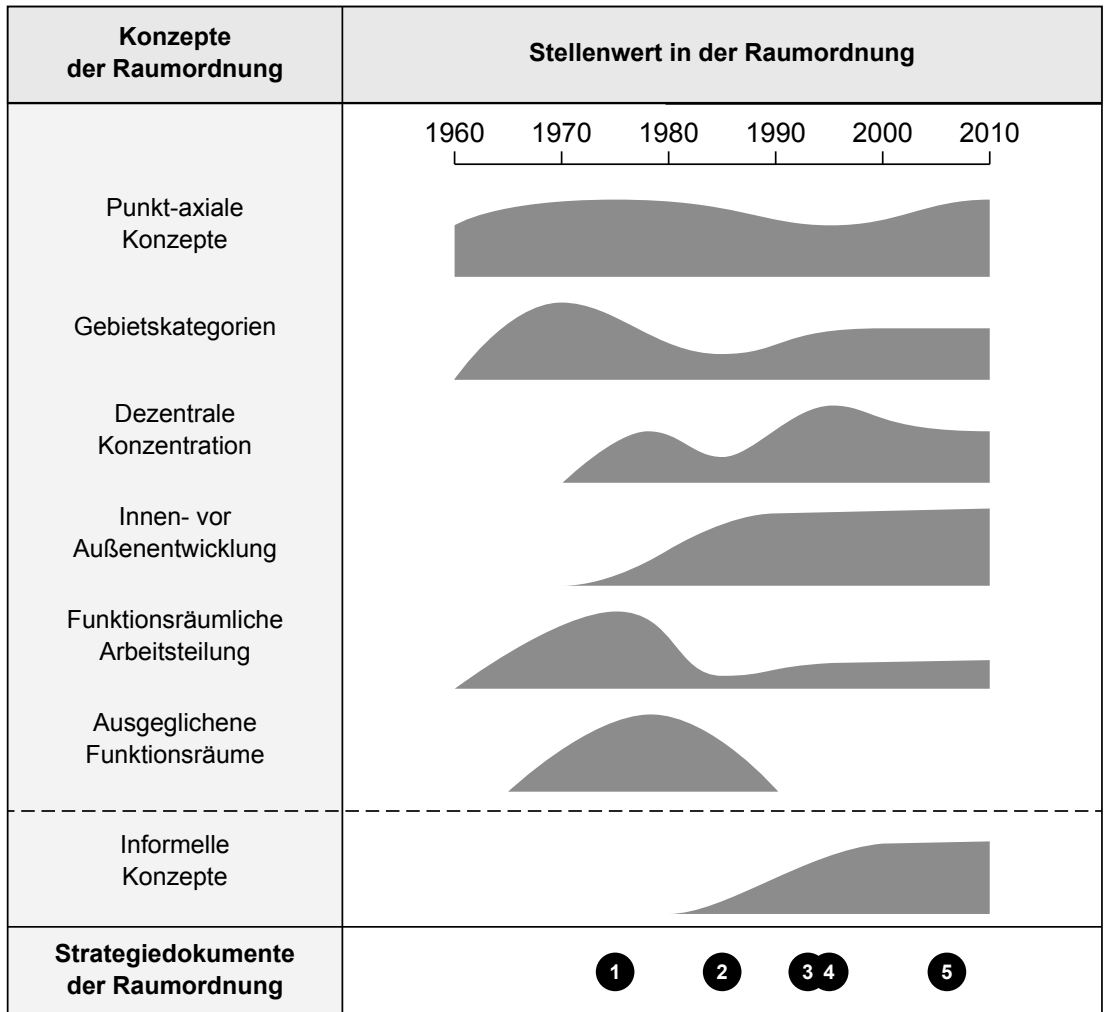 Konzepte
der Raumordnung
Stellenwert in der Raumordnung
1960 1970 1980 1990 2000 2010
Punkt-axiale
Konzepte
Gebietskategorien
Dezentrale
Konzentration
Innen- vor
Außenentwicklung
Funktionsräumliche
Arbeitsteilung
Ausgeglichene
Funktionsräume
Informelle
Konzepte
Strategiedokumente
der Raumordnung
1 2 3 4 5